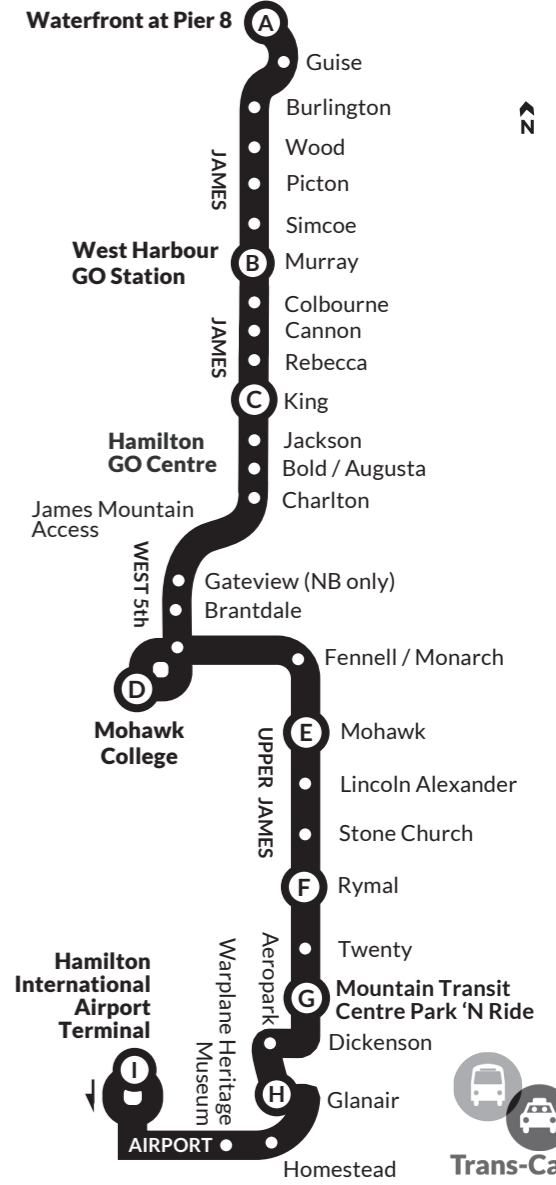 Waterfront at Pier 8
A
Guise
Burlington
N
Wood
JAMES
Picton
Simcoe
West Harbour
GO Station
B
Murray
Colbourne
JAMES
Cannon
Rebecca
C
King
Hamilton
GO Centre
Jackson
Bold / Augusta
Charlton
James Mountain
Access
WEST 5th
Gateview (NB only)
Brantdale
Fennell / Monarch
D
Mohawk
College
E
Mohawk
UPPER JAMES
Lincoln Alexander
Stone Church
F
Rymal
Twenty
Aeropark
Warplane Heritage
Museum
Hamilton
International
Airport
Terminal
G
Mountain Transit
Centre Park ‘N Ride
Dickenson
I
H
Glanair
AIRPORT
Homestead
Trans-Ca